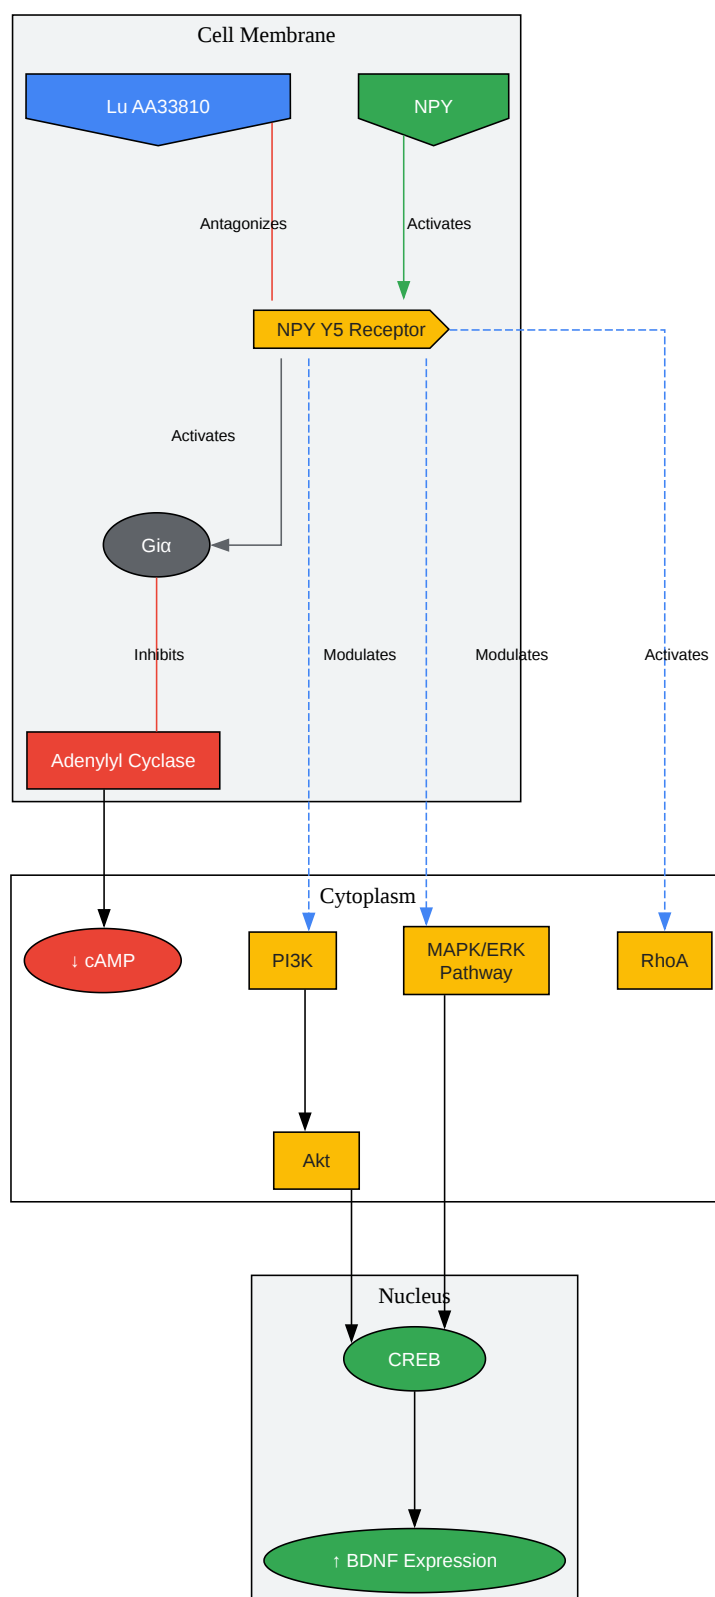 Cell Membrane
Lu AA33810
NPY
Antagonizes
Activates
NPY Y5 Receptor
Activates
Giα
Inhibits
Modulates
Modulates
Activates
Adenylyl Cyclase
Cytoplasm
↓ cAMP
PI3K
MAPK/ERK
Pathway
RhoA
Akt
Nucleus
CREB
↑ BDNF Expression